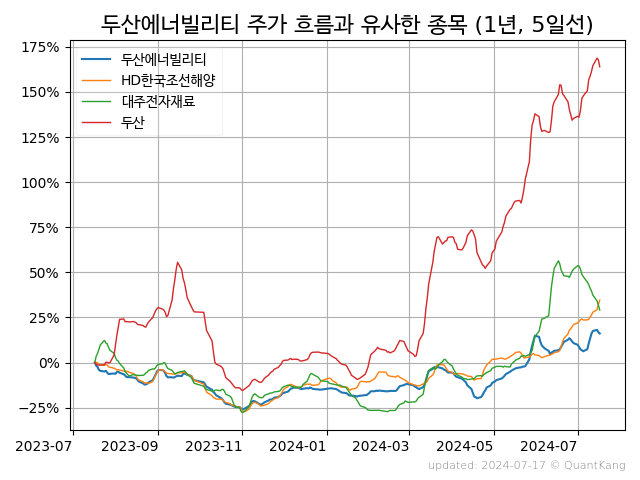 두산에너빌리티 주가 흐름과 유사한 종목 (1년, 5일선)
175%
150%
125%
100%
75%
50%
25%
0%
−25%
두산에너빌리티
HD한국조선해양
대주전자재료
두산
2023-07 2023-09 2023-11 2024-01 2024-03 2024-05 2024-07
updated: 2024-07-17 © QuantKang